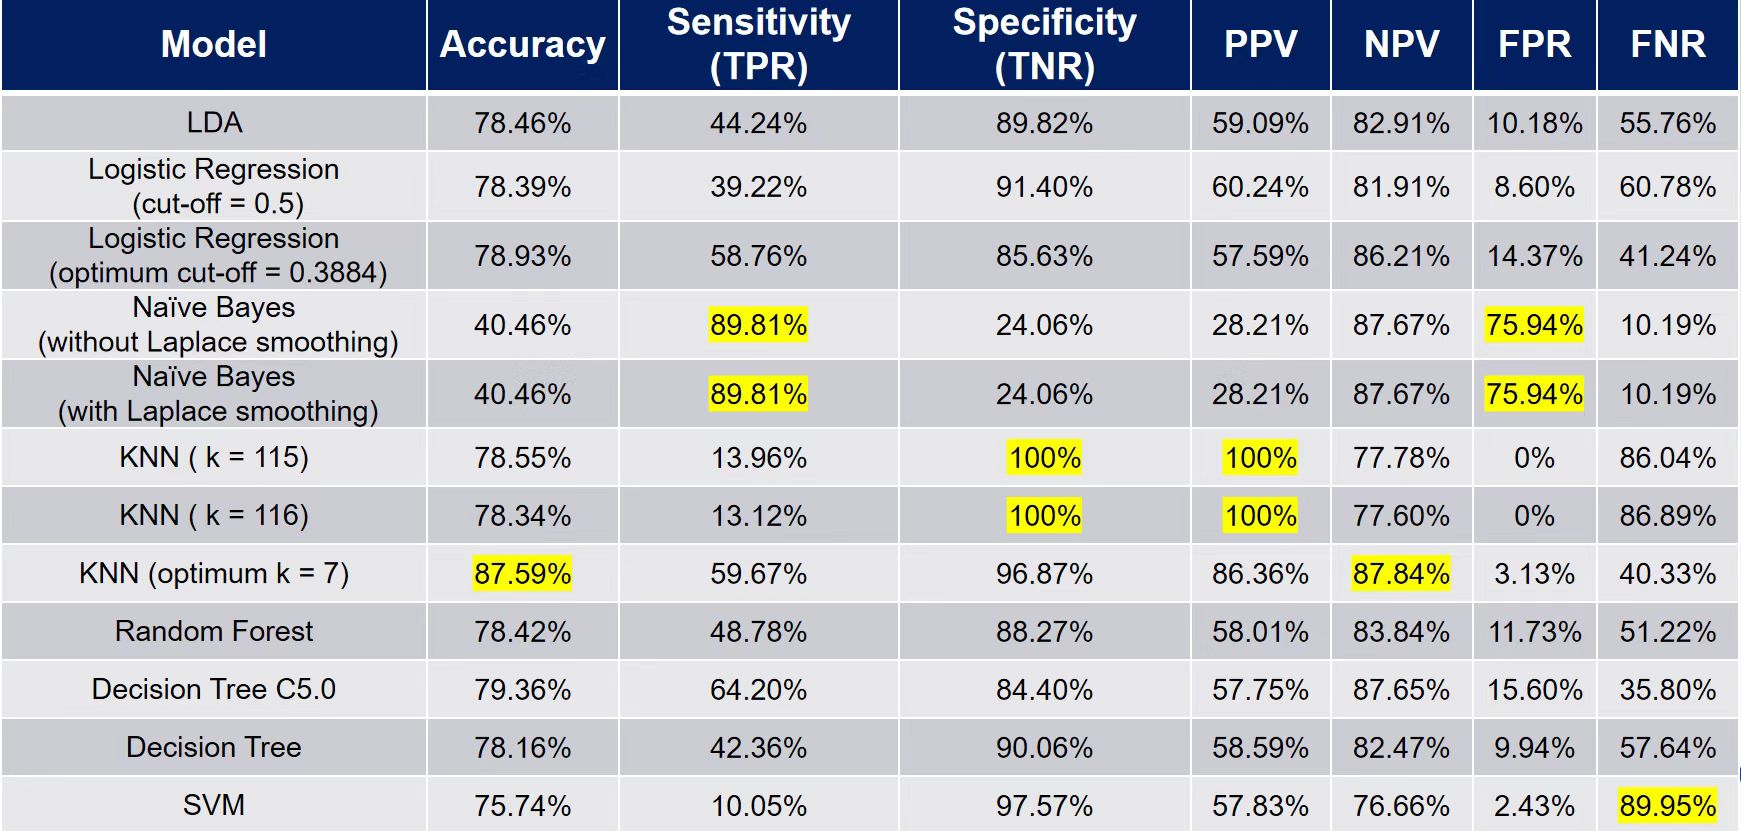 Model Accuracy Sensitivity (TPR) Specificity (TNR) PPV NPV FPR FNR
LDA 78.46% 44.24% 89.82% 59.09% 82.91% 10.18% 55.76%
Logistic Regression (cut-off = 0.5) 78.39% 39.22% 91.40% 60.24% 81.91% 8.60% 60.78%
Logistic Regression (optimum cut-off = 0.3884) 78.93% 58.76% 85.63% 57.59% 86.21% 14.37% 41.24%
Naïve Bayes (without Laplace smoothing) 40.46% 89.81% 24.06% 28.21% 87.67% 75.94% 10.19%
Naïve Bayes (with Laplace smoothing) 40.46% 89.81% 24.06% 28.21% 87.67% 75.94% 10.19%
KNN ( k = 115) 78.55% 13.96% 100% 100% 77.78% 0% 86.04%
KNN ( k = 116) 78.34% 13.12% 100% 100% 77.60% 0% 86.89%
KNN (optimum k = 7) 87.59% 59.67% 96.87% 86.36% 87.84% 3.13% 40.33%
Random Forest 78.42% 48.78% 88.27% 58.01% 83.84% 11.73% 51.22%
Decision Tree C5.0 79.36% 64.20% 84.40% 57.75% 87.65% 15.60% 35.80%
Decision Tree 78.16% 42.36% 90.06% 58.59% 82.47% 9.94% 57.64%
SVM 75.74% 10.05% 97.57% 57.83% 76.66% 2.43% 89.95%